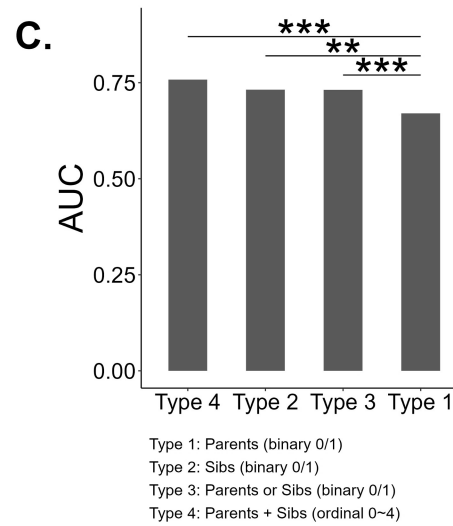 C.
***
**
***
0.75
0.50
0.25
0.00
AUC
Type 4 Type 2 Type 3 Type 1
Type 1: Parents (binary 0/1)
Type 2: Sibs (binary 0/1)
Type 3: Parents or Sibs (binary 0/1)
Type 4: Parents + Sibs (ordinal 0~4)